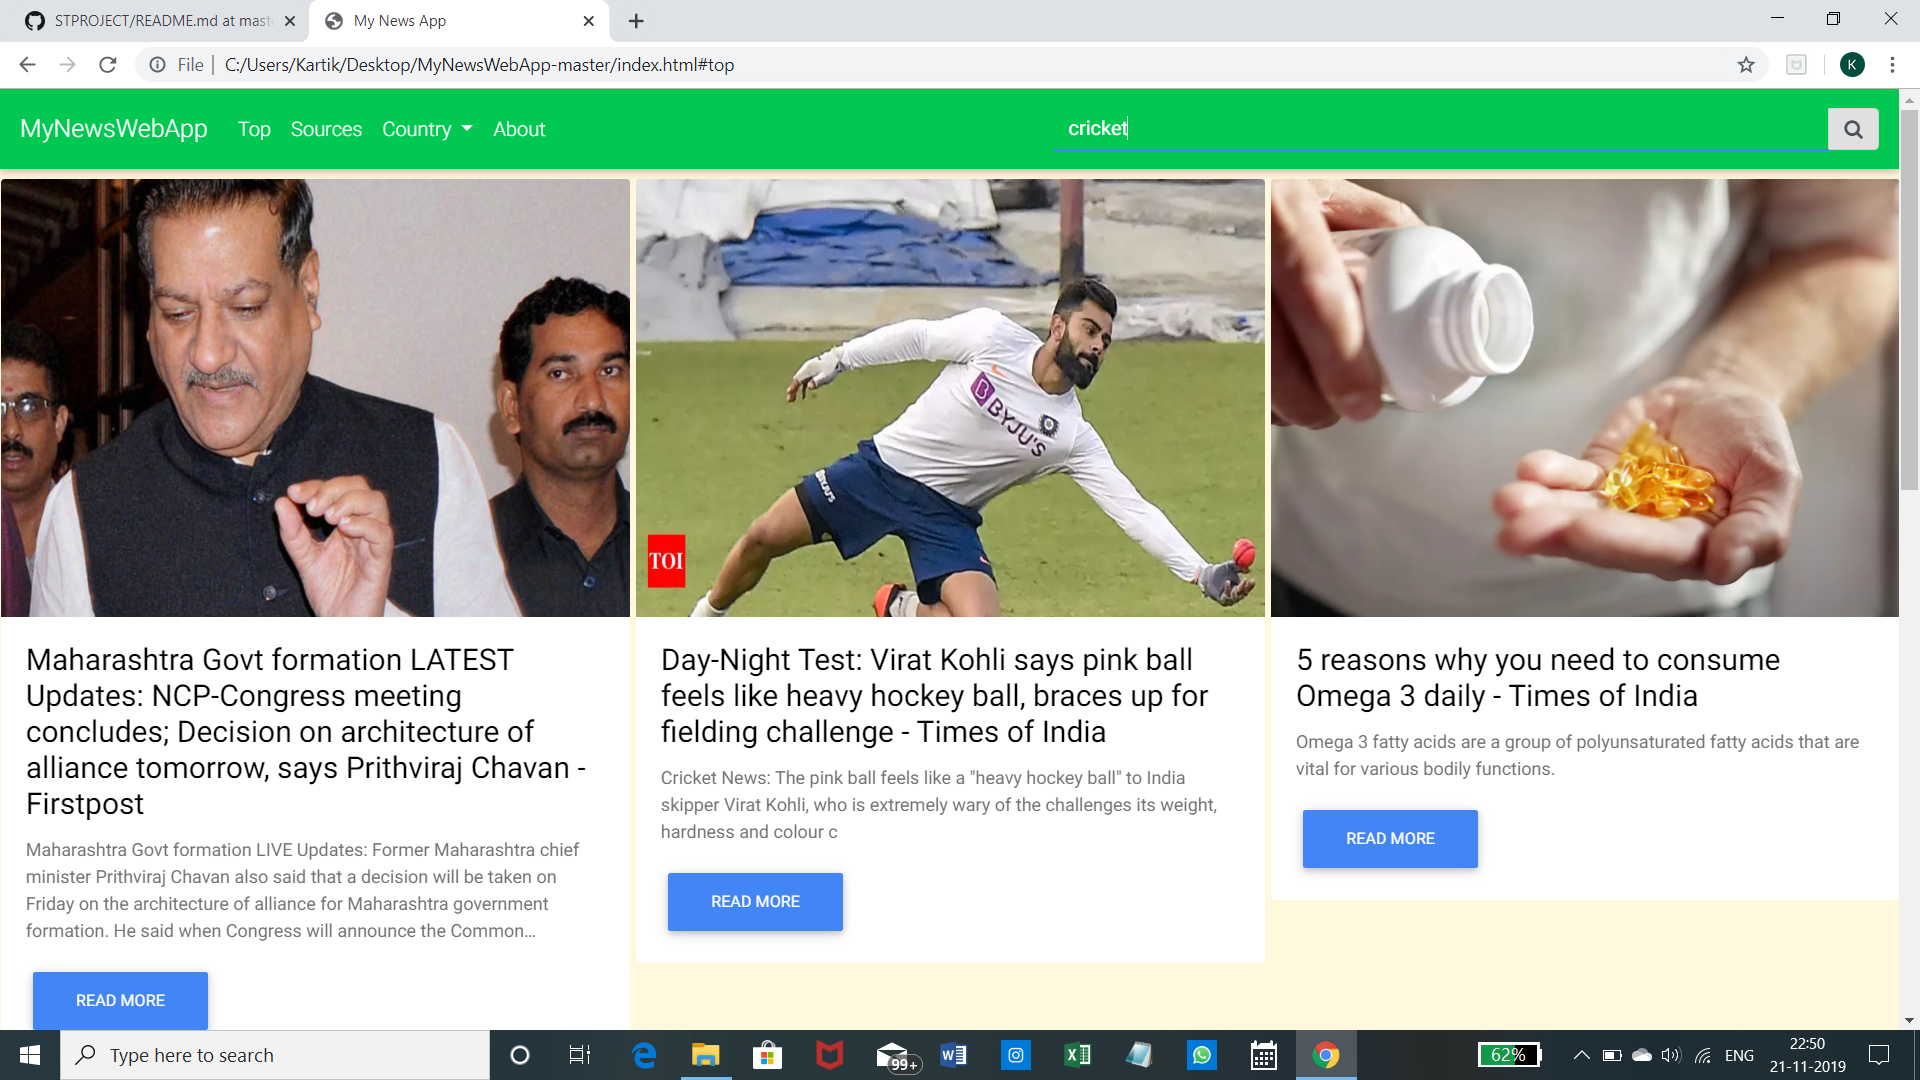 STPROJECT/README.md at mast
My News App
File
C:/Users/Kartik/Desktop/MyNewsWebApp-master/index.html#top
K
MyNewsWebApp
Top
Sources
Country
About
cricket
BYJU'S
BYJU'S
TOI
Maharashtra Govt formation LATEST
Updates: NCP-Congress meeting
concludes; Decision on architecture of
alliance tomorrow, says Prithviraj Chavan -
Firstpost
Maharashtra Govt formation LIVE Updates: Former Maharashtra chief
minister Prithviraj Chavan also said that a decision will be taken on
Friday on the architecture of alliance for Maharashtra government
formation. He said when Congress will announce the Common…
READ MORE
Day-Night Test: Virat Kohli says pink ball
feels like heavy hockey ball, braces up for
fielding challenge - Times of India
Cricket News: The pink ball feels like a "heavy hockey ball" to India
skipper Virat Kohli, who is extremely wary of the challenges its weight,
hardness and colour c
READ MORE
5 reasons why you need to consume
Omega 3 daily - Times of India
Omega 3 fatty acids are a group of polyunsaturated fatty acids that are
vital for various bodily functions.
READ MORE
Type here to search
99+
62%
ENG
22:50
21-11-2019